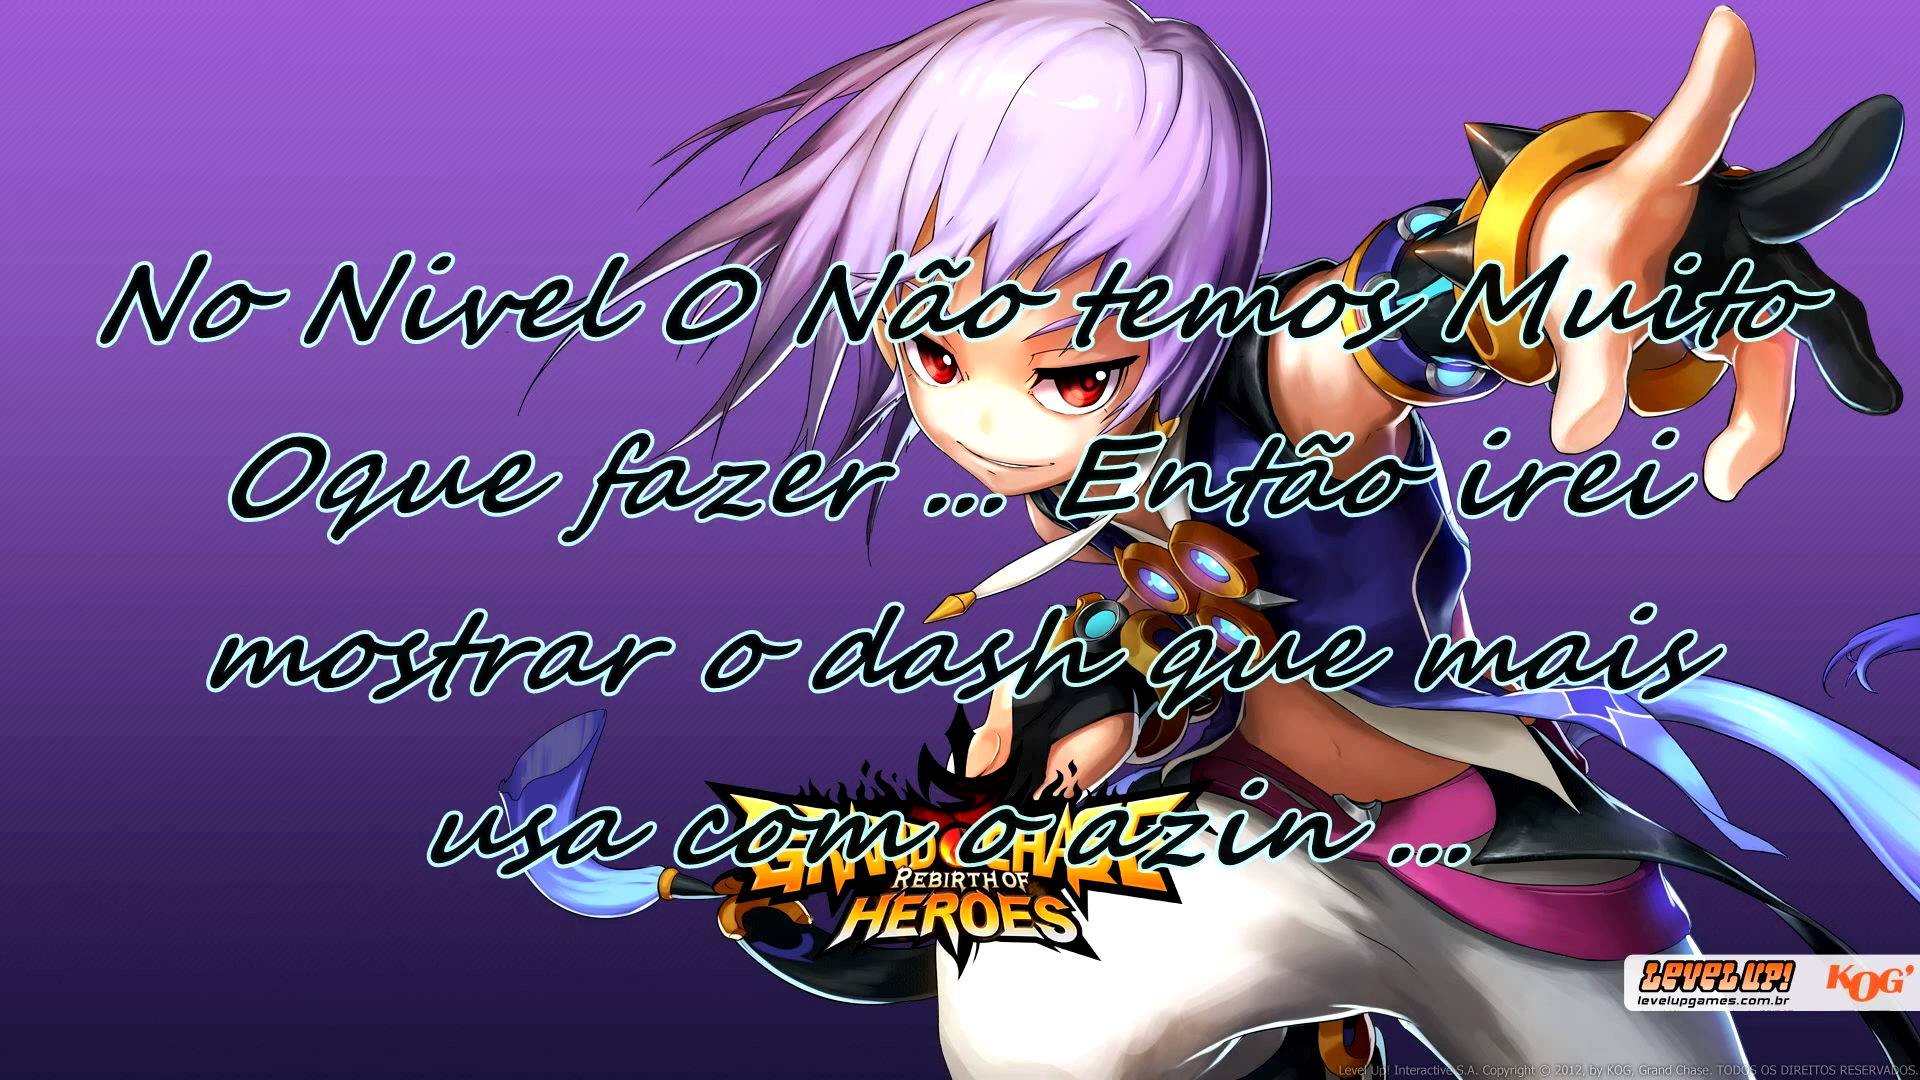 No Nivel 0 Não temos Muito
Oque fazer ... Então irei
mostrar o dash que mais
usa com o azin ...
GRAND CHASE
REBIRTH OF
HEROES
LEVEL UP!
levelupgames.com.br
KOG'
Level Up! Interactive S.A. Copyright © 2012, by KOG, Grand Chase. TODOS OS DIREITOS RESERVADOS.